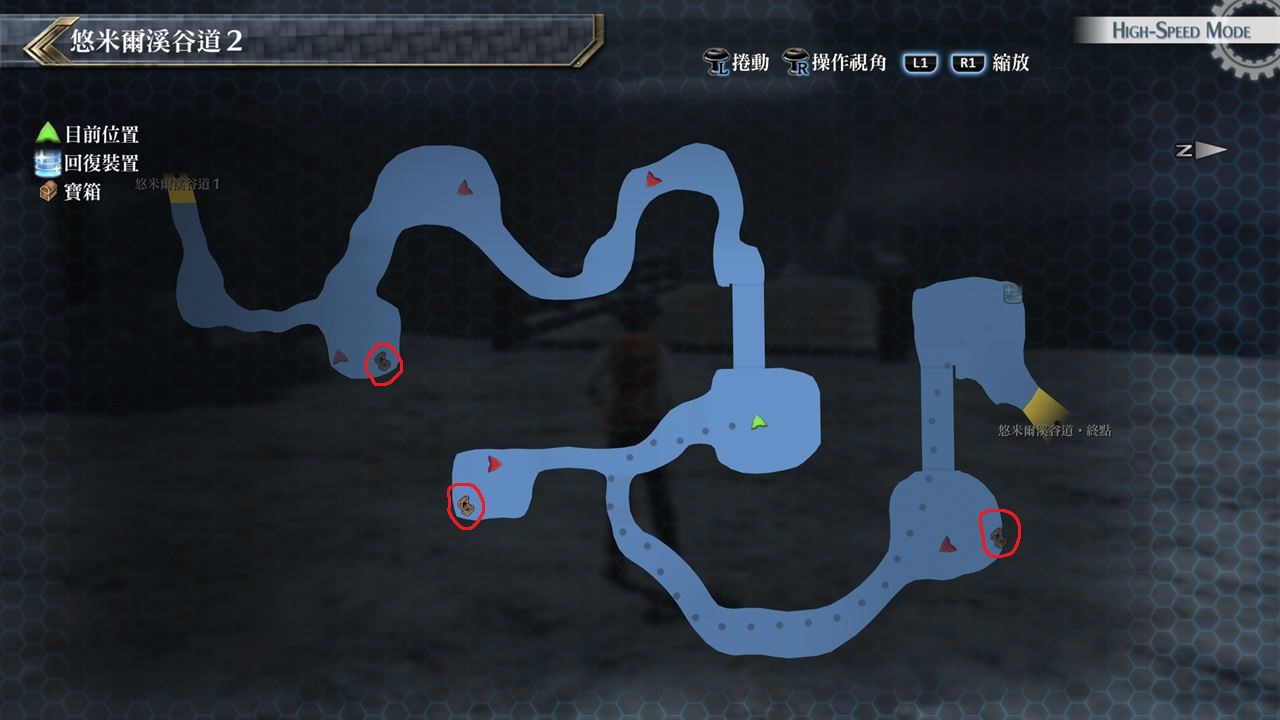 悠米爾溪谷道2
HIGH-SPEED MODE
L捲動 R操作視角 L1 R1 縮放
目前位置
回復裝置
寶箱
悠米爾溪谷道1
N
悠米爾溪谷道・終點